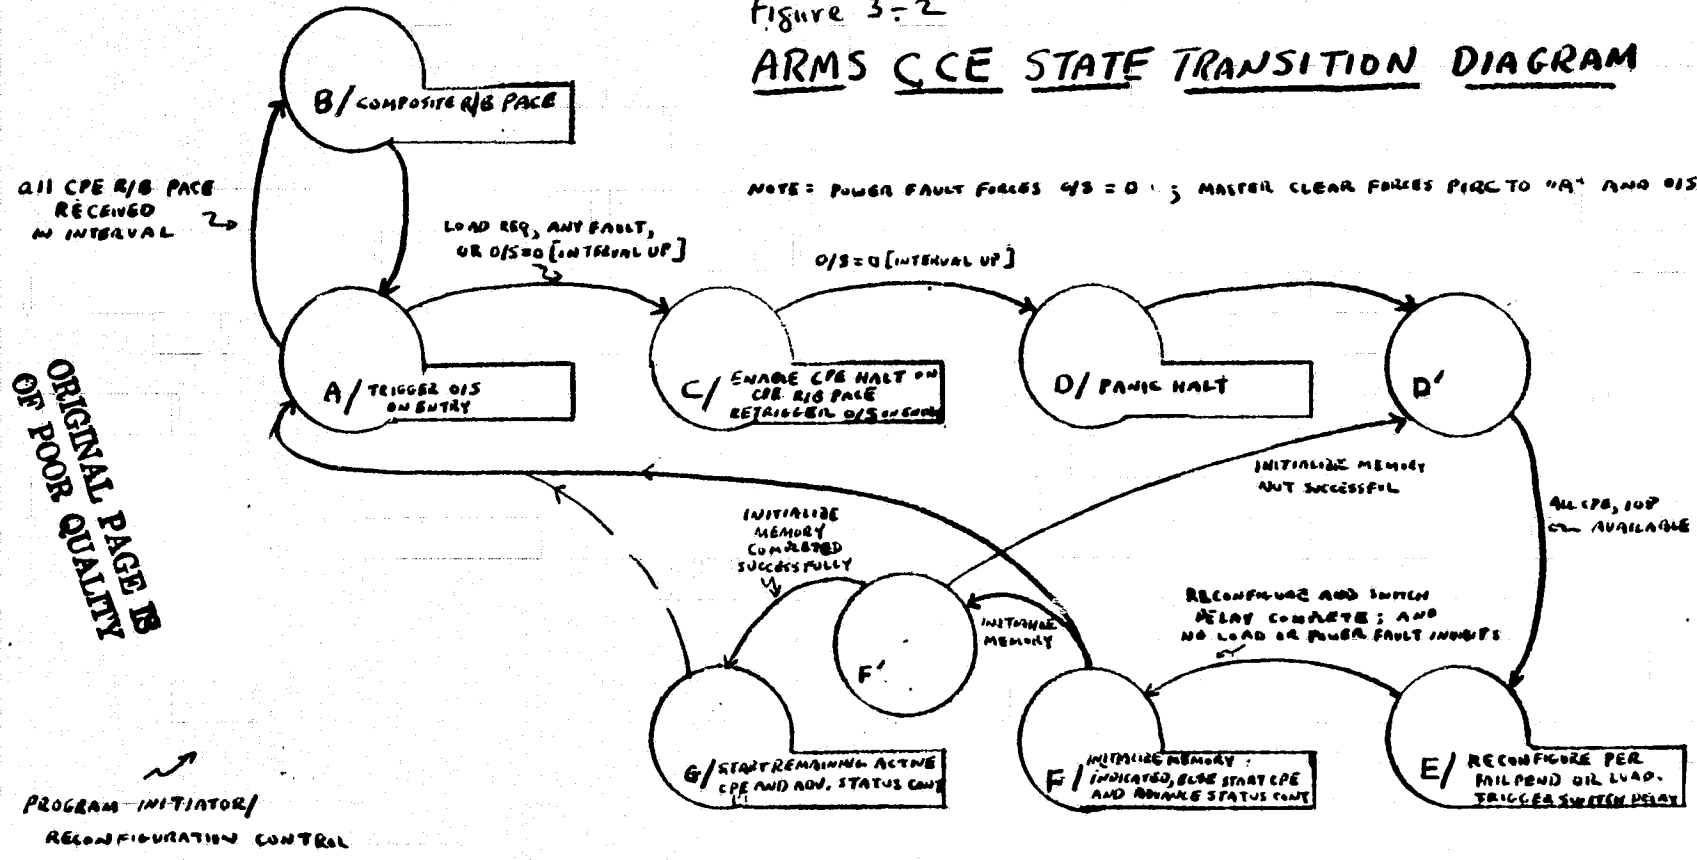 Figure 3-2
ARMS CCE STATE TRANSITION DIAGRAM
B/ COMPOSITE R/B PACE
all CPE R/B PACE
RECEIVED
IN INTERVAL
NOTE: POWER FAULT FORCES O/S = 0 ; MASTER CLEAR FORCES PIRC TO "A" AND O/S
LOAD REQ, ANY FAULT,
OR O/S=0 [INTERVAL UP]
O/S=0 [INTERVAL UP]
A/ TRIGGER O/S
ON ENTRY
C/ ENABLE CPE HALT ON
CPE R/B PACE
RETRIGGER O/S ON ENTRY
D/ PANIC HALT
D'
ORIGINAL PAGE IS
OF POOR QUALITY
INITIALIZE MEMORY
NOT SUCCESSFUL
ALL CPE, IOP
AVAILABLE
INITIALIZE
MEMORY
COMPLETED
SUCCESSFULLY
INITIALIZE
MEMORY
RECONFIGURE AND SWITCH
DELAY COMPLETE; AND
NO LOAD OR POWER FAULT INHIBITS
F'
G/ START REMAINING ACTIVE
CPE AND ADV. STATUS CONT
F/ INITIALIZE MEMORY
INDICATED, ELSE START CPE
AND ADVANCE STATUS CONT
E/ RECONFIGURE PER
FAIL PEND OR LOAD.
TRIGGER SWITCH DELAY
PROGRAM INITIATOR/
RECONFIGURATION CONTROL